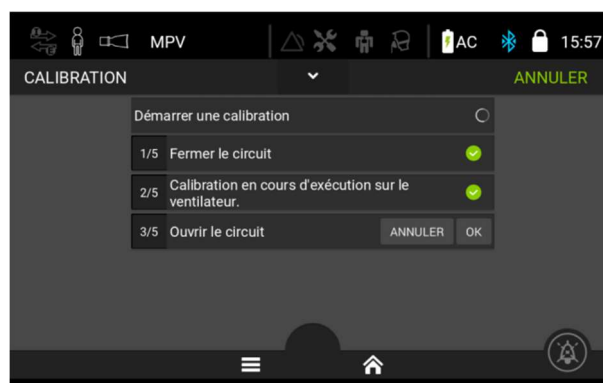 MPV AC 15:57
CALIBRATION ANNULER
Démarrer une calibration
1/5 Fermer le circuit
2/5 Calibration en cours d'exécution sur le
ventilateur.
3/5 Ouvrir le circuit ANNULER OK